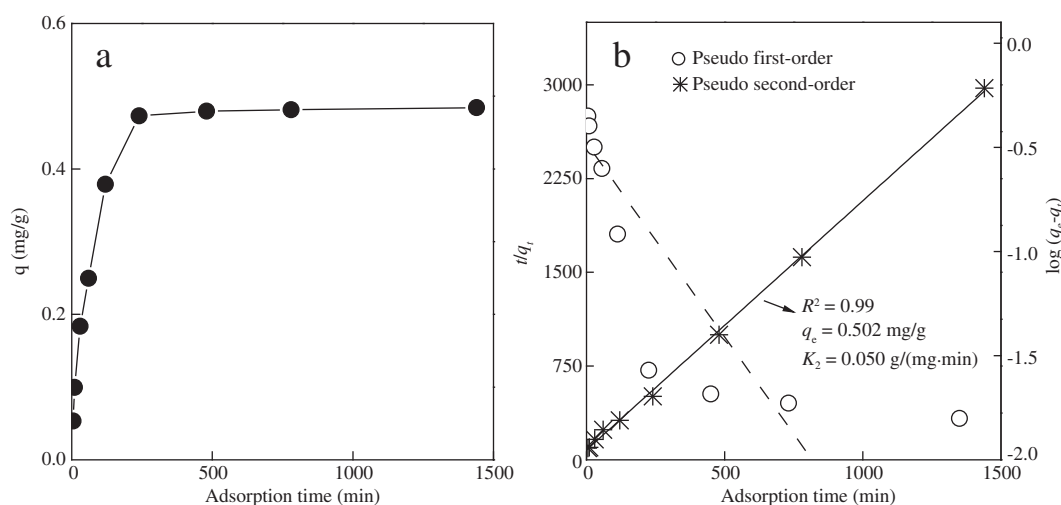 a
q (mg/g)
0.6
0.4
0.2
0.0
0
500
1000
1500
Adsorption time (min)
b
Pseudo first-order
Pseudo second-order
t/qₜ
3000
2250
1500
750
0
R² = 0.99
qₑ = 0.502 mg/g
K₂ = 0.050 g/(mg·min)
0
500
1000
1500
Adsorption time (min)
0.0
-0.5
-1.0
-1.5
-2.0
log (qₑ-qₜ)